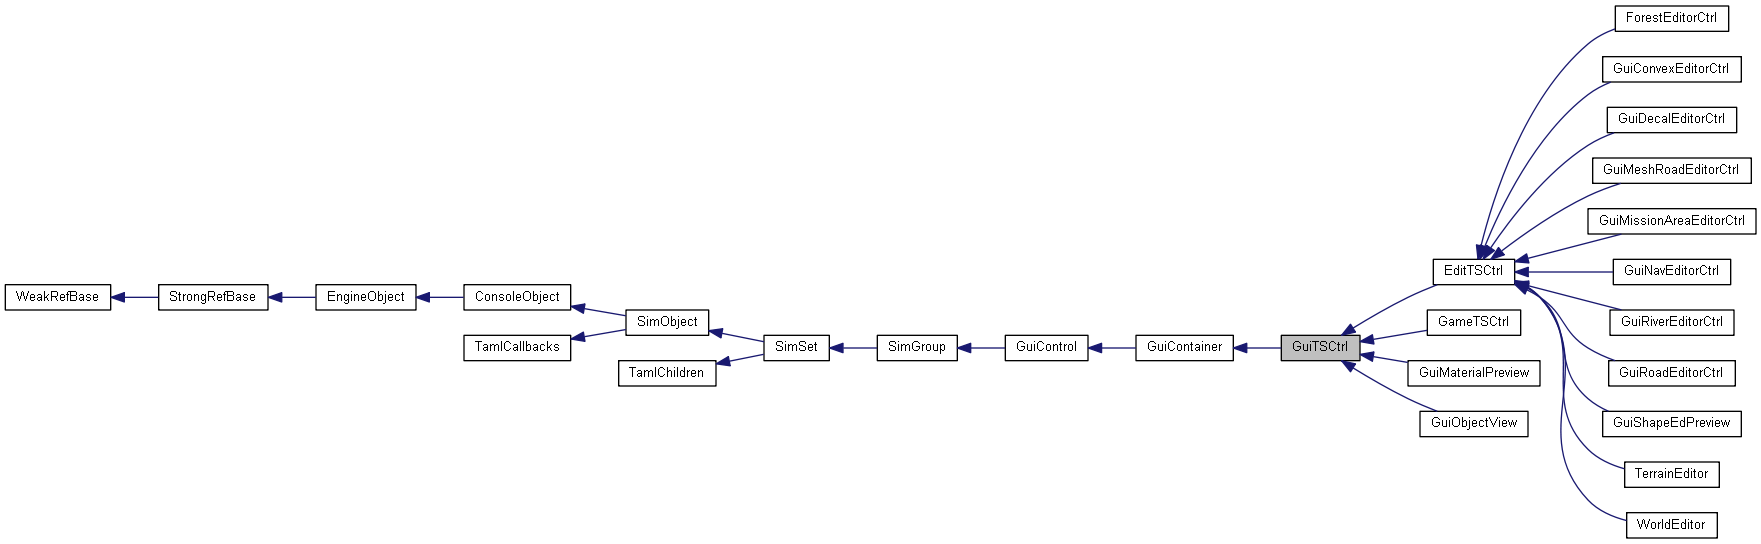 ForestEditorCtrl
GuiConvexEditorCtrl
GuiDecalEditorCtrl
GuiMeshRoadEditorCtrl
GuiMissionAreaEditorCtrl
EditTSCtrl
GuiNavEditorCtrl
WeakRefBase
StrongRefBase
EngineObject
ConsoleObject
SimObject
GameTSCtrl
GuiRiverEditorCtrl
TamlCallbacks
SimSet
SimGroup
GuiControl
GuiContainer
GuiTSCtrl
TamlChildren
GuiMaterialPreview
GuiRoadEditorCtrl
GuiObjectView
GuiShapeEdPreview
TerrainEditor
WorldEditor